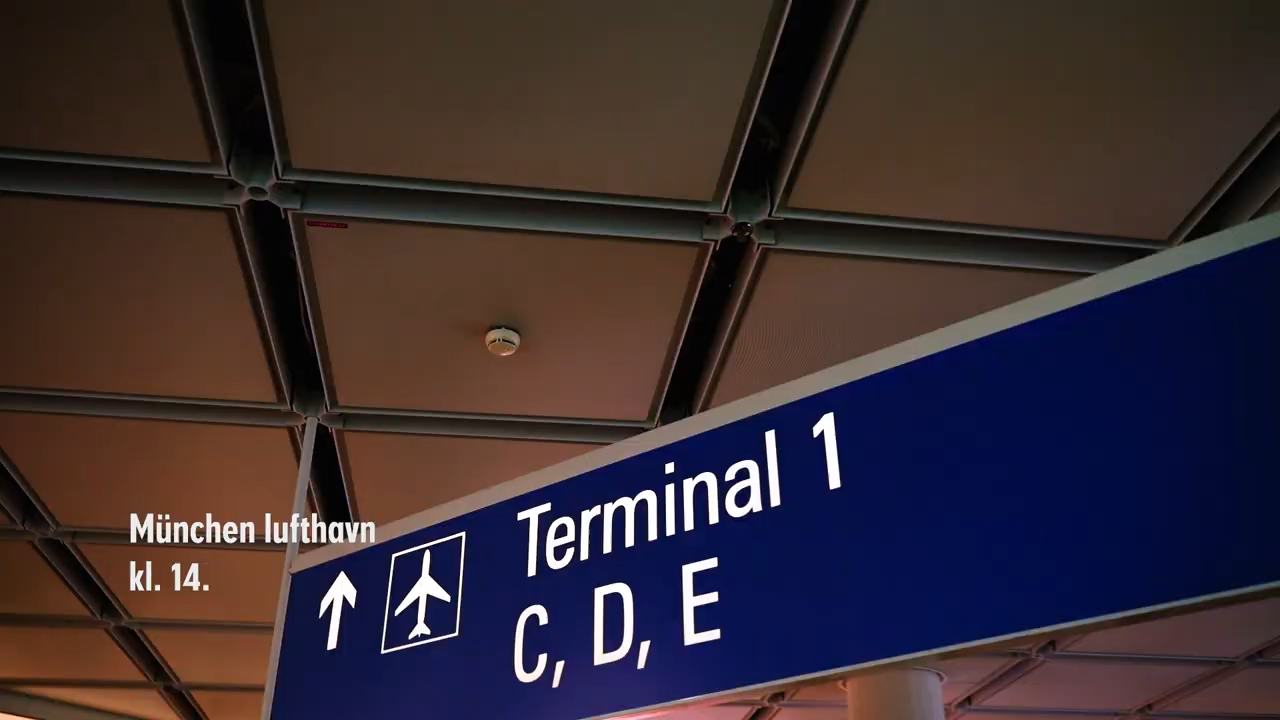 München lufthavn
kl. 14.
Terminal 1
C, D, E